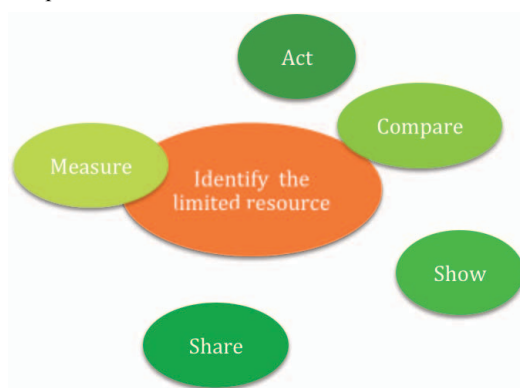 Act
Compare
Measure
Identify the
limited resource
Show
Share